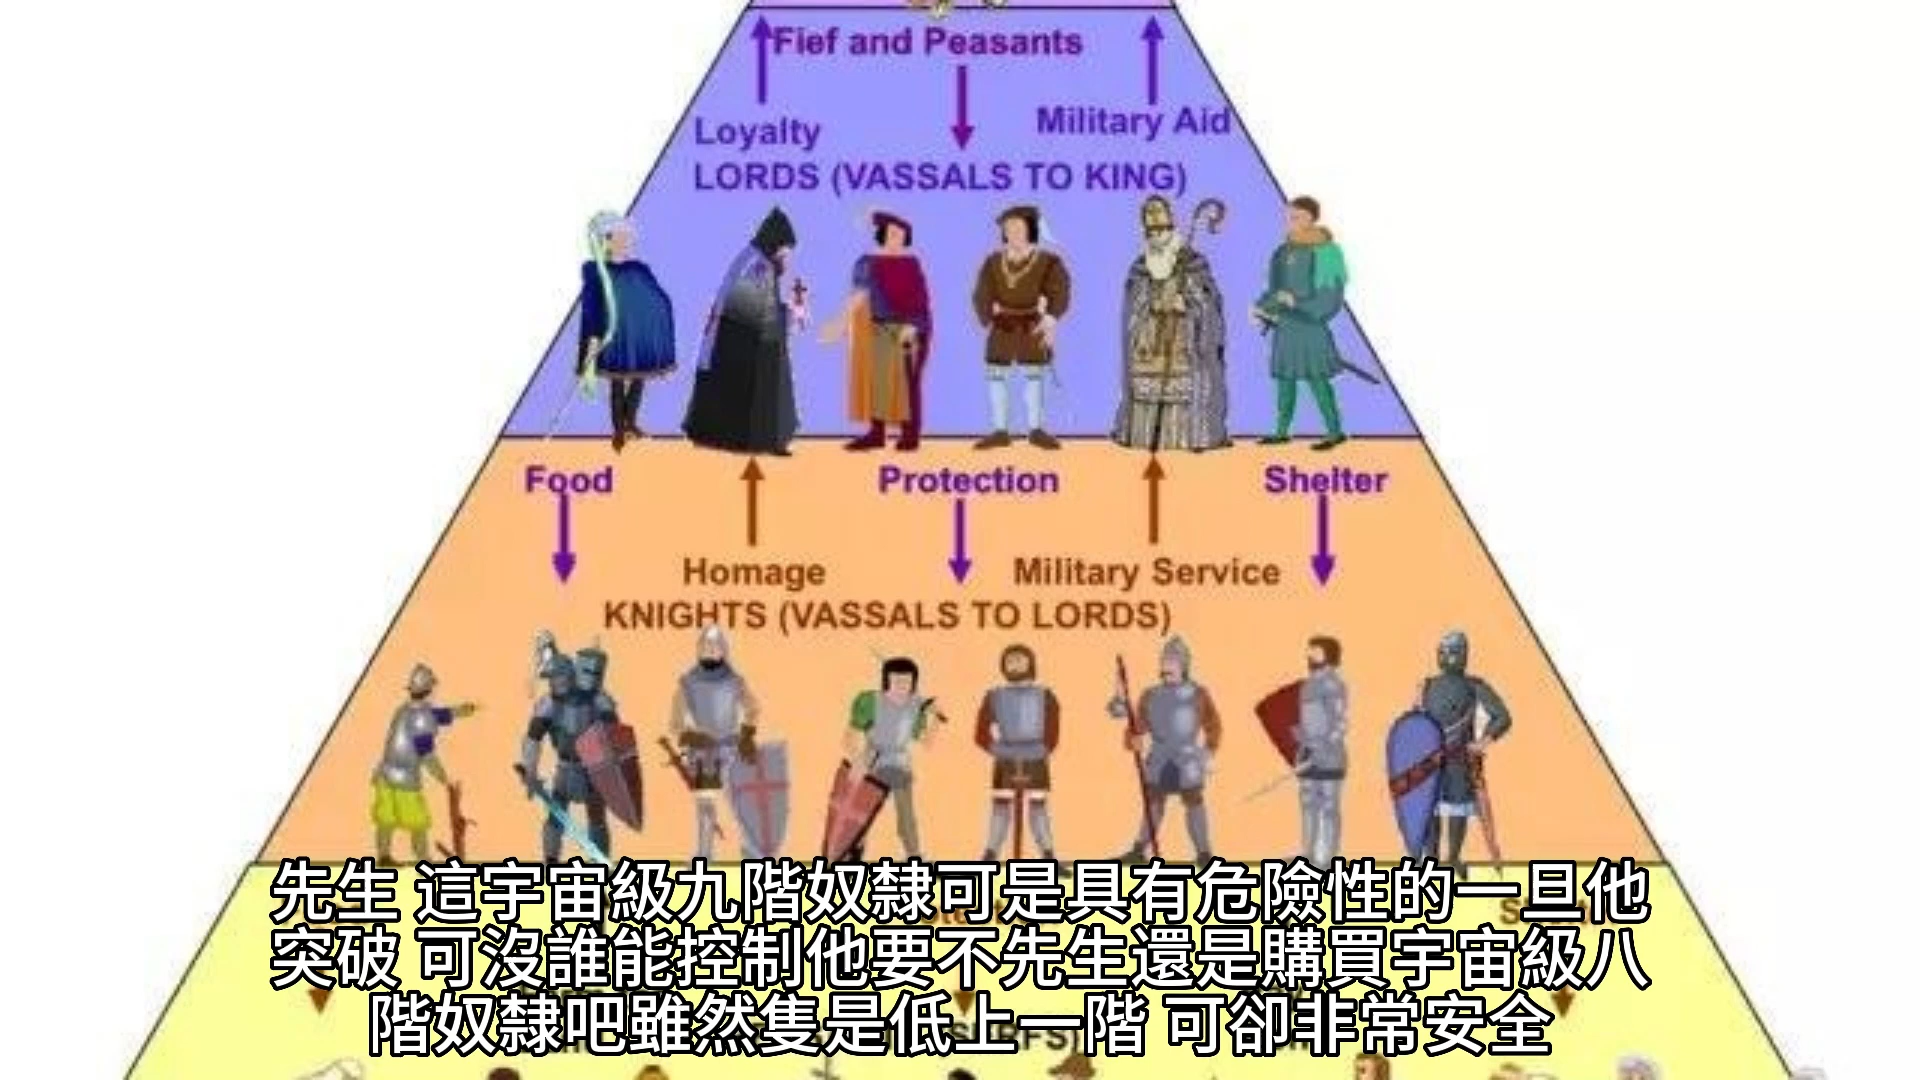 Fief and Peasants
Loyalty
Military Aid
LORDS (VASSALS TO KING)
Food
Protection
Shelter
Homage
Military Service
KNIGHTS (VASSALS TO LORDS)
先生 這宇宙級九階奴隸可是具有危險性的一旦他
突破 可沒誰能控制他要不先生還是購買宇宙級八
階奴隸吧雖然隻是低上一階 可卻非常安全